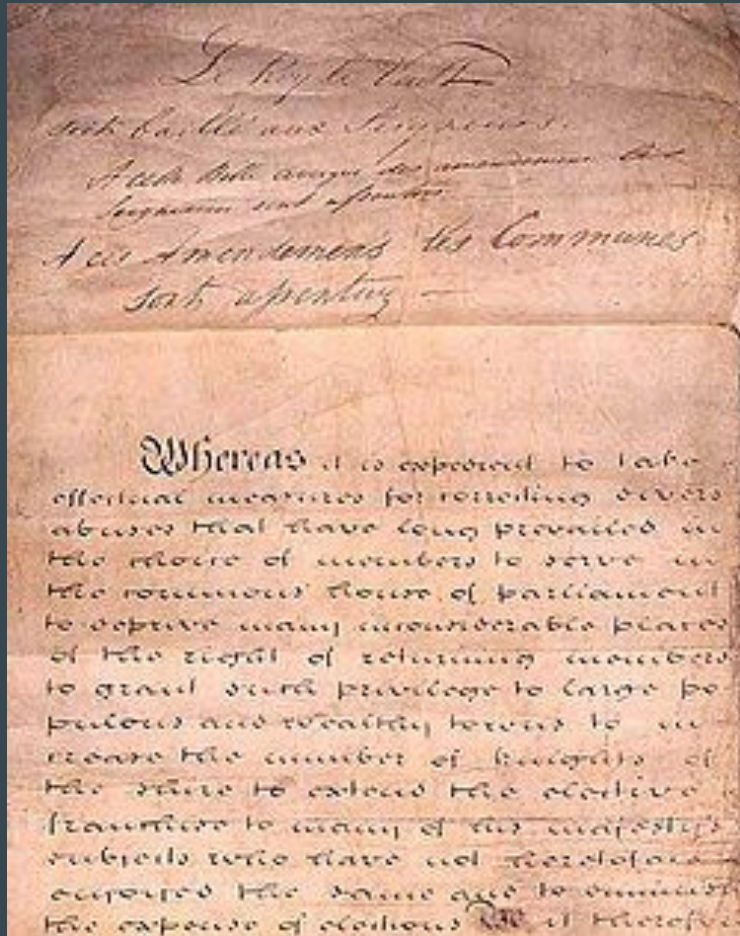 Le Roy le Veult
soit baillé aux Seigneurs.
A cette Bille avecque des amendemens les
Seigneurs sont assentus
A ces Amendemens les Communes
sont assentus
Whereas it is expedient to take
effectual measures for correcting divers
abuses that have long prevailed in
the choice of members to serve in
the commons house of parliament
to deprive many inconsiderable places
of the right of returning members
to grant such privilege to large po
pulous and wealthy towns to in
crease the number of knights of
the shire to extend the elective
franchise to many of his majesty's
subjects who have not heretofore
enjoyed the same and to diminish
the expense of elections Be it therefore